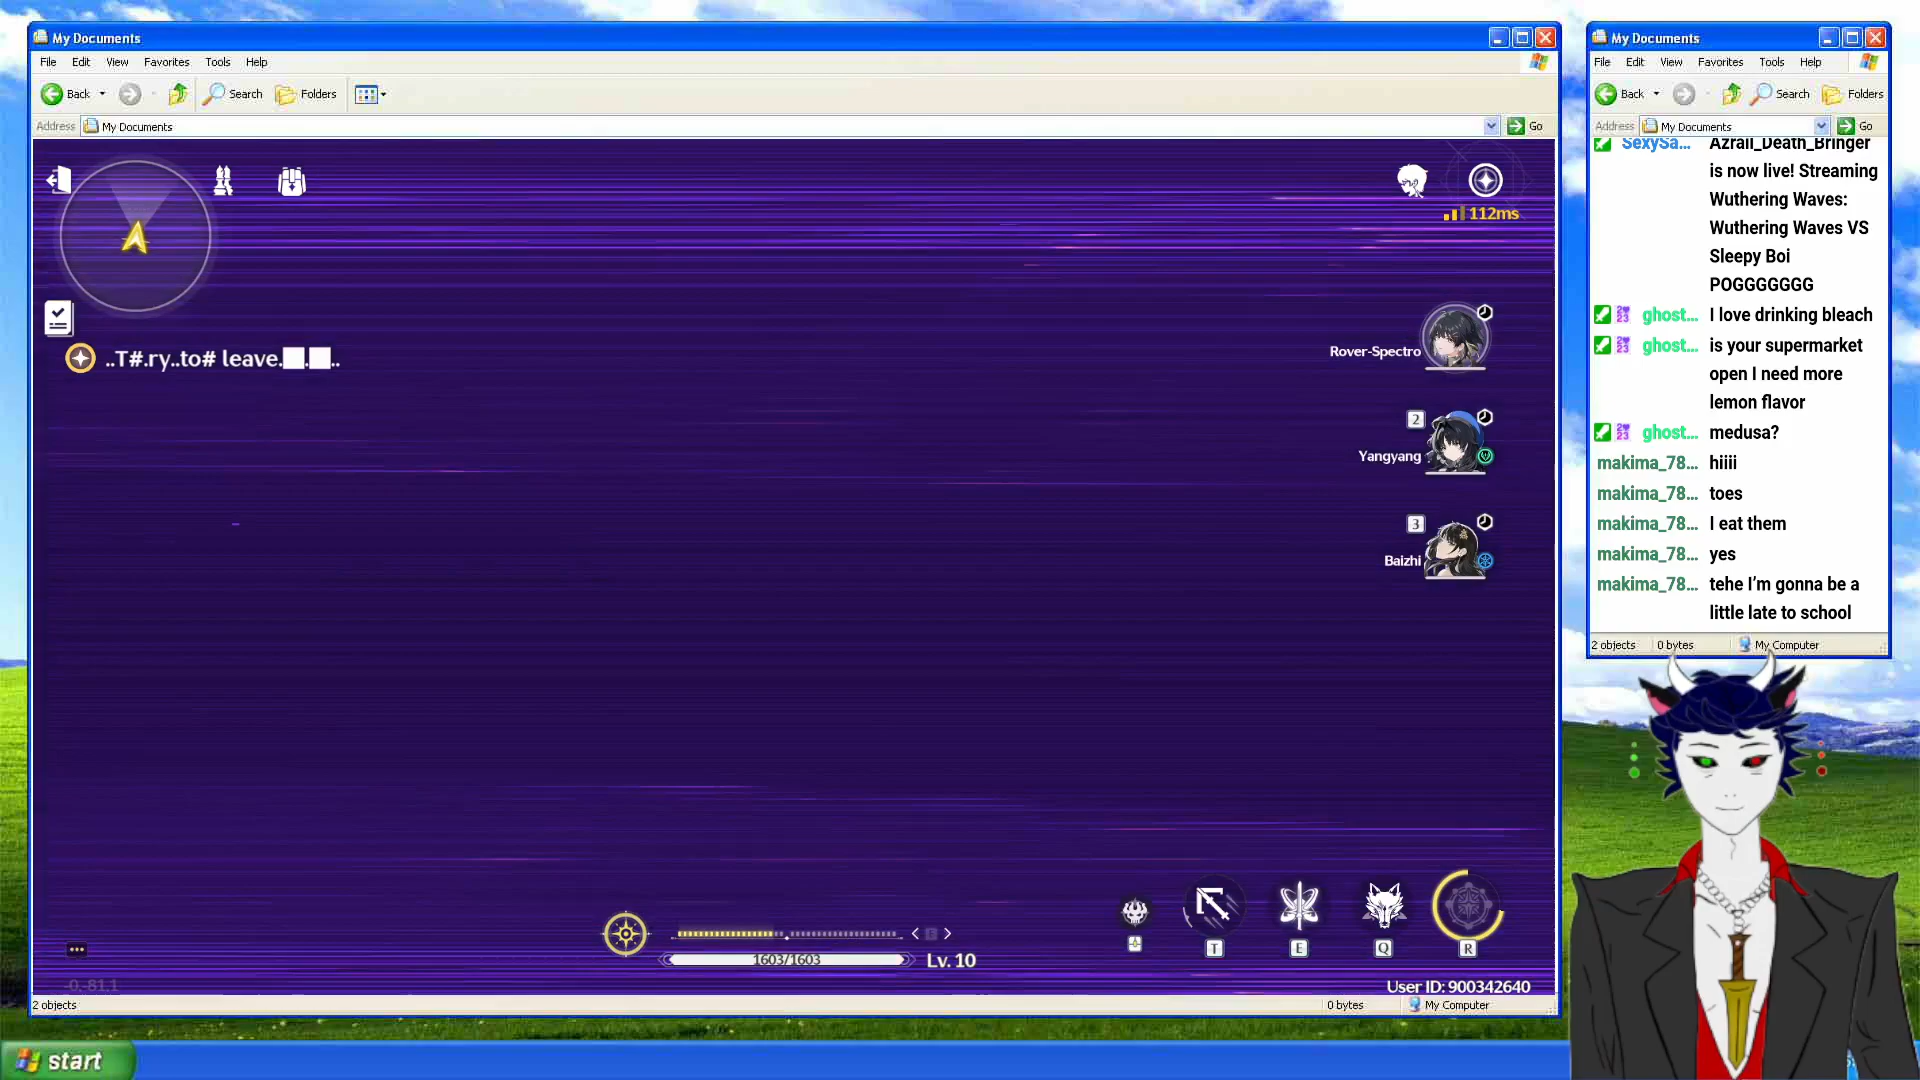 My Documents
File Edit View Favorites Tools Help
Back Search Folders
Address My Documents Go
112ms
..T#.ry..to# leave.■.■..
Rover-Spectro
2
Yangyang
3
Baizhi
1603/1603
Lv. 10
E
T E Q R
-0,-81,1
User ID: 900342640
2 objects 0 bytes My Computer
My Documents
File Edit View Favorites Tools Help
Back Search Folders
Address My Documents Go
SexySa... Azrail_Death_Bringer
is now live! Streaming
Wuthering Waves:
Wuthering Waves VS
Sleepy Boi
POGGGGGGG
ghost... I love drinking bleach
ghost... is your supermarket
open I need more
lemon flavor
ghost... medusa?
makima_78... hiiii
makima_78... toes
makima_78... I eat them
makima_78... yes
makima_78... tehe I'm gonna be a
little late to school
2 objects 0 bytes My Computer
start